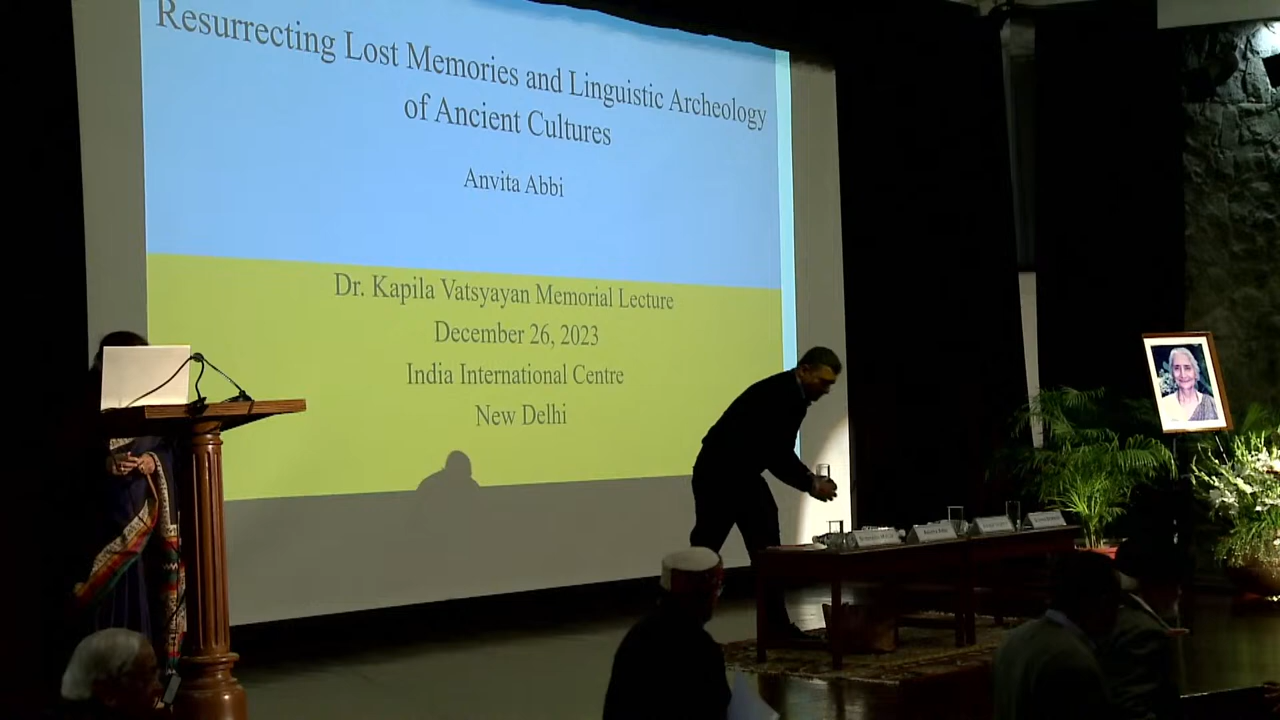 Resurrecting Lost Memories and Linguistic Archeology
of Ancient Cultures
Anvita Abbi
Dr. Kapila Vatsyayan Memorial Lecture
December 26, 2023
India International Centre
New Delhi